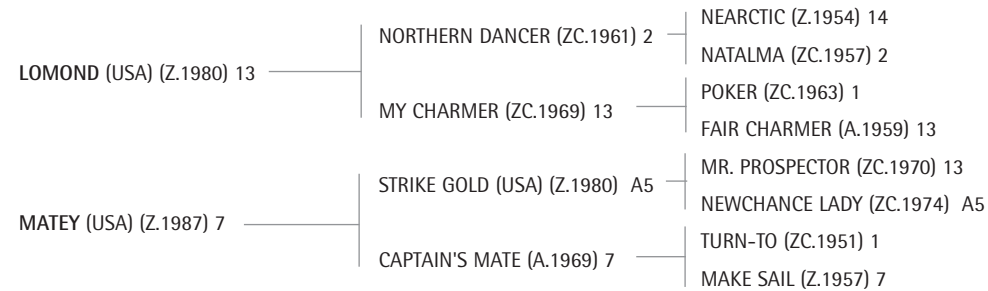 NEARCTIC (Z.1954) 14
NORTHERN DANCER (ZC.1961) 2
NATALMA (ZC.1957) 2
LOMOND (USA) (Z.1980) 13
POKER (ZC.1963) 1
MY CHARMER (ZC.1969) 13
FAIR CHARMER (A.1959) 13
MR. PROSPECTOR (ZC.1970) 13
STRIKE GOLD (USA) (Z.1980) A5
NEWCHANCE LADY (ZC.1974) A5
MATEY (USA) (Z.1987) 7
TURN-TO (ZC.1951) 1
CAPTAIN'S MATE (A.1969) 7
MAKE SAIL (Z.1957) 7